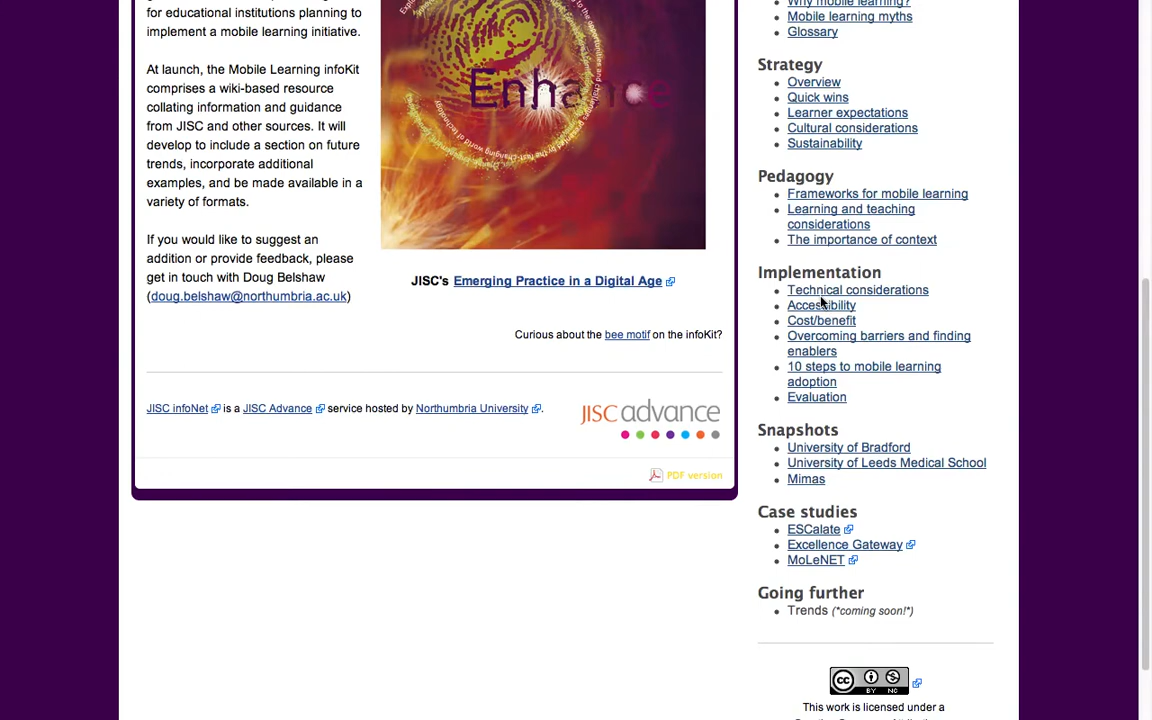 for educational institutions planning to
implement a mobile learning initiative.
At launch, the Mobile Learning infoKit
comprises a wiki-based resource
collating information and guidance
from JISC and other sources. It will
develop to include a section on future
trends, incorporate additional
examples, and be made available in a
variety of formats.
If you would like to suggest an
addition or provide feedback, please
get in touch with Doug Belshaw
(doug.belshaw@northumbria.ac.uk)
Enhance
JISC's Emerging Practice in a Digital Age
Curious about the bee motif on the infoKit?
JISC infoNet is a JISC Advance service hosted by Northumbria University.
JISC advance
PDF version
Why mobile learning?
Mobile learning myths
Glossary
Strategy
Overview
Quick wins
Learner expectations
Cultural considerations
Sustainability
Pedagogy
Frameworks for mobile learning
Learning and teaching
considerations
The importance of context
Implementation
Technical considerations
Accessibility
Cost/benefit
Overcoming barriers and finding
enablers
10 steps to mobile learning
adoption
Evaluation
Snapshots
University of Bradford
University of Leeds Medical School
Mimas
Case studies
ESCalate
Excellence Gateway
MoLeNET
Going further
Trends (*coming soon!*)
CC BY NC
This work is licensed under a